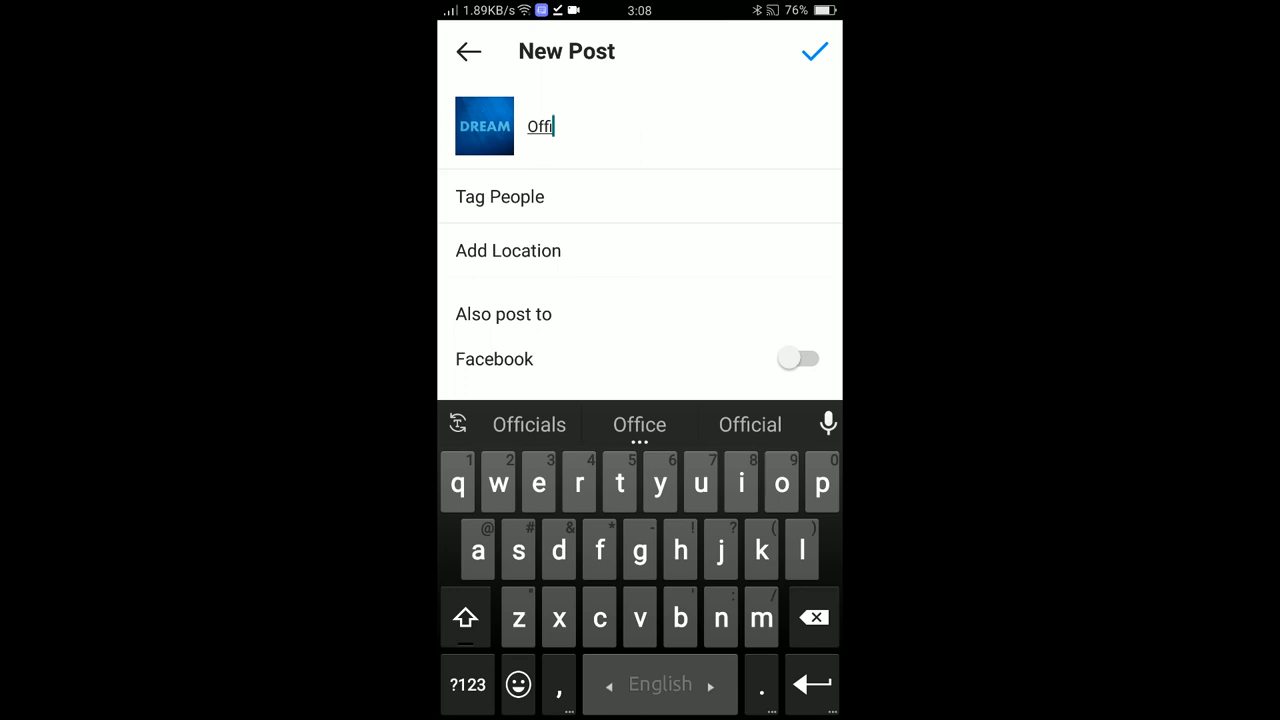 1.89KB/s 3:08 76%
New Post
DREAM Offi
Tag People
Add Location
Also post to
Facebook
Officials Office Official
1 2 3 4 5 6 7 8 9 0
q w e r t y u i o p
@ # & * - ! ? ( )
a s d f g h j k l
" ' : /
z x c v b n m
?123 , English .